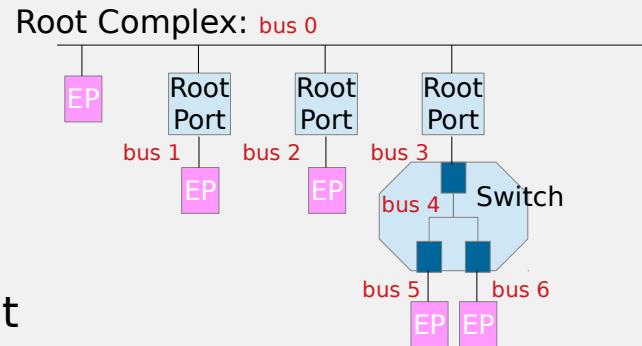 Root Complex: bus 0
EP
Root Port
Root Port
Root Port
bus 1
bus 2
bus 3
EP
EP
Switch
bus 4
bus 5
bus 6
t
EP
EP